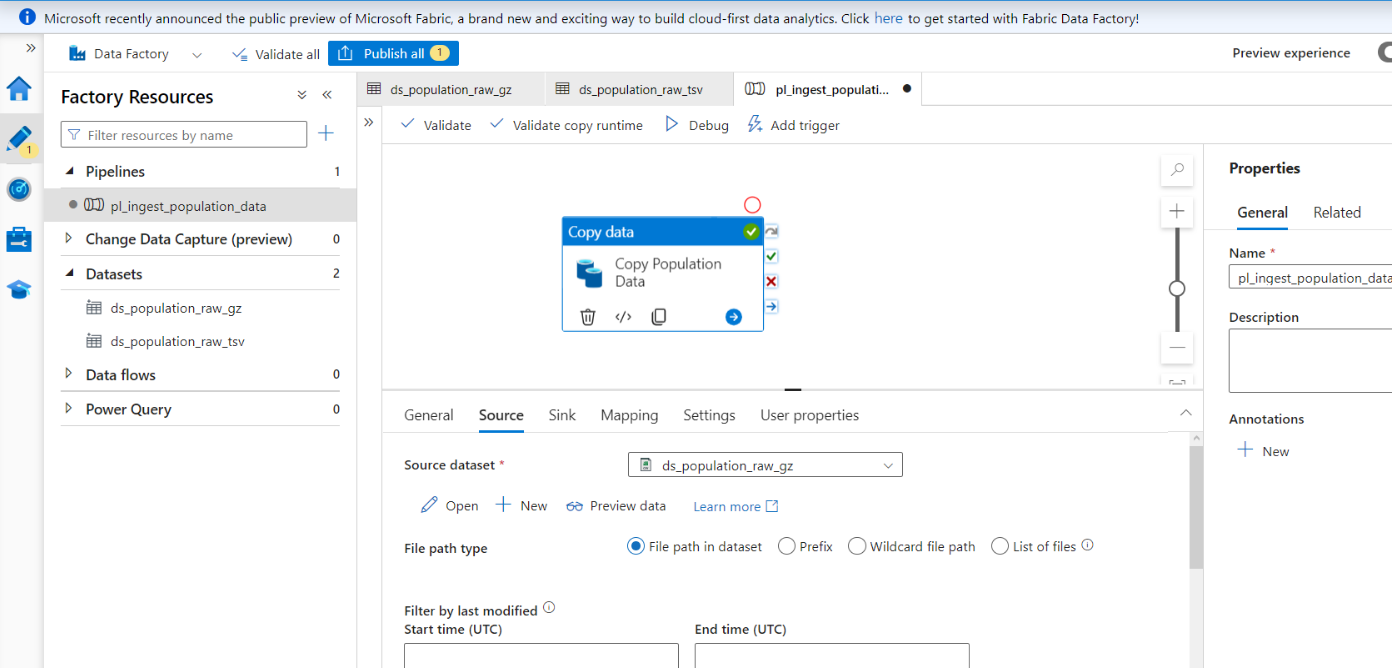 Microsoft recently announced the public preview of Microsoft Fabric, a brand new and exciting way to build cloud-first data analytics. Click here to get started with Fabric Data Factory!
Data Factory
Validate all
Publish all 1
Preview experience
1
Factory Resources
Filter resources by name
Pipelines 1
pl_ingest_population_data
Change Data Capture (preview) 0
Datasets 2
ds_population_raw_gz
ds_population_raw_tsv
Data flows 0
Power Query 0
ds_population_raw_gz
ds_population_raw_tsv
pl_ingest_populati...
Validate
Validate copy runtime
Debug
Add trigger
Copy data
Copy Population
Data
General
Source
Sink
Mapping
Settings
User properties
Source dataset *
ds_population_raw_gz
Open
New
Preview data
Learn more
File path type
File path in dataset
Prefix
Wildcard file path
List of files
Filter by last modified
Start time (UTC)
End time (UTC)
Properties
General
Related
Name *
pl_ingest_population_data
Description
Annotations
New